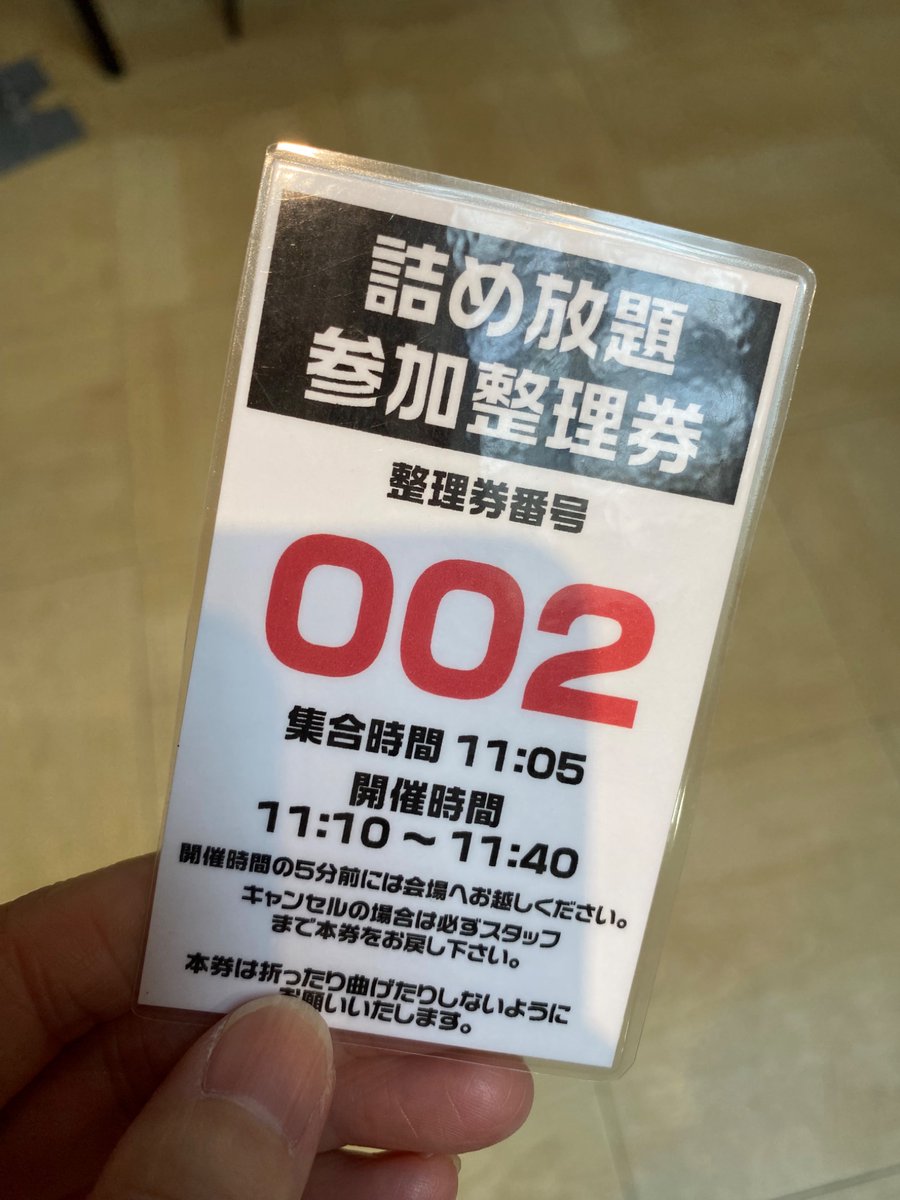 詰め放題
参加整理券
整理券番号
002
集合時間 11:05
開催時間
11:10 ~ 11:40
開催時間の5分前には会場へお越しください。
キャンセルの場合は必ずスタッフ
まで本券をお戻し下さい。
本券は折ったり曲げたりしないように
お願いいたします。